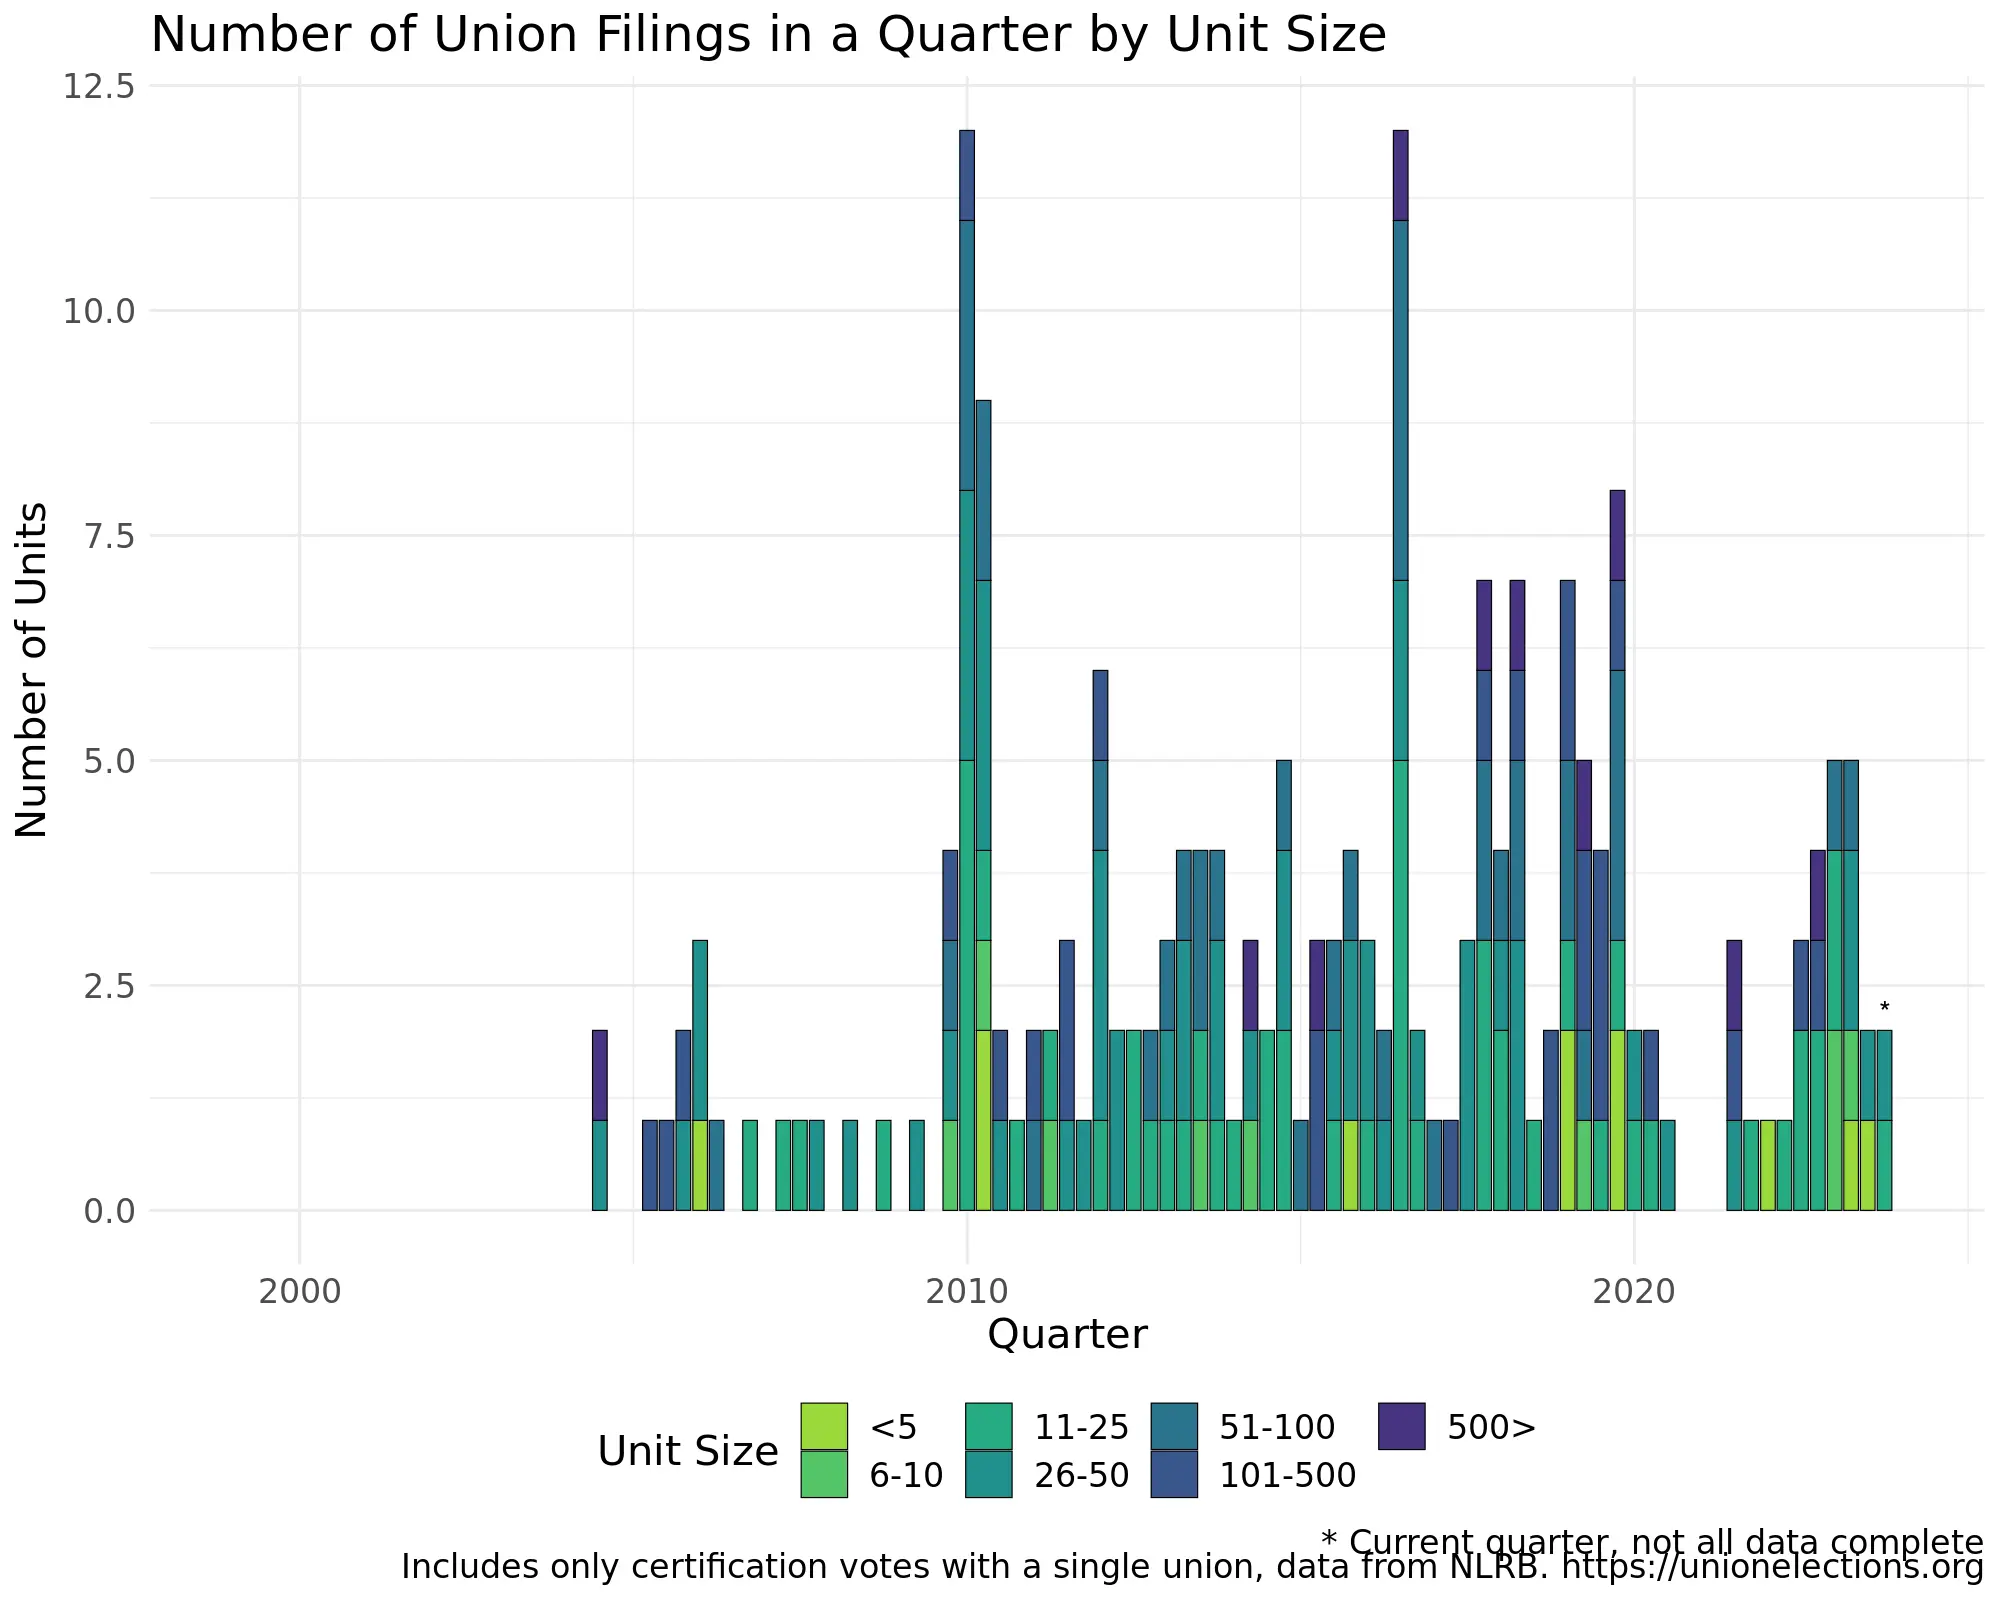 Number of Union Filings in a Quarter by Unit Size
12.5
10.0
7.5
5.0
2.5
0.0
Number of Units
*
2000 2010 2020
Quarter
Unit Size
<5 11-25 51-100 500>
6-10 26-50 101-500
* Current quarter, not all data complete
Includes only certification votes with a single union, data from NLRB. https://unionelections.org